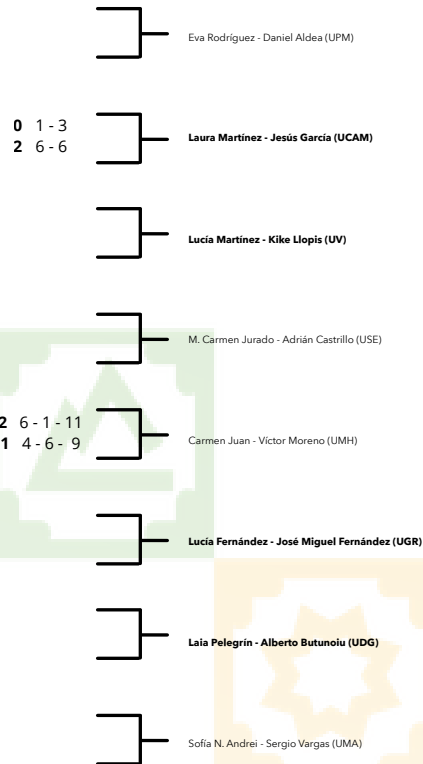 Eva Rodríguez - Daniel Aldea (UPM)
0 1 - 3
2 6 - 6
Laura Martínez - Jesús García (UCAM)
Lucía Martínez - Kike Llopis (UV)
M. Carmen Jurado - Adrián Castrillo (USE)
2 6 - 1 - 11
1 4 - 6 - 9
Carmen Juan - Víctor Moreno (UMH)
Lucía Fernández - José Miguel Fernández (UGR)
Laia Pelegrín - Alberto Butunoiu (UDG)
Sofía N. Andrei - Sergio Vargas (UMA)